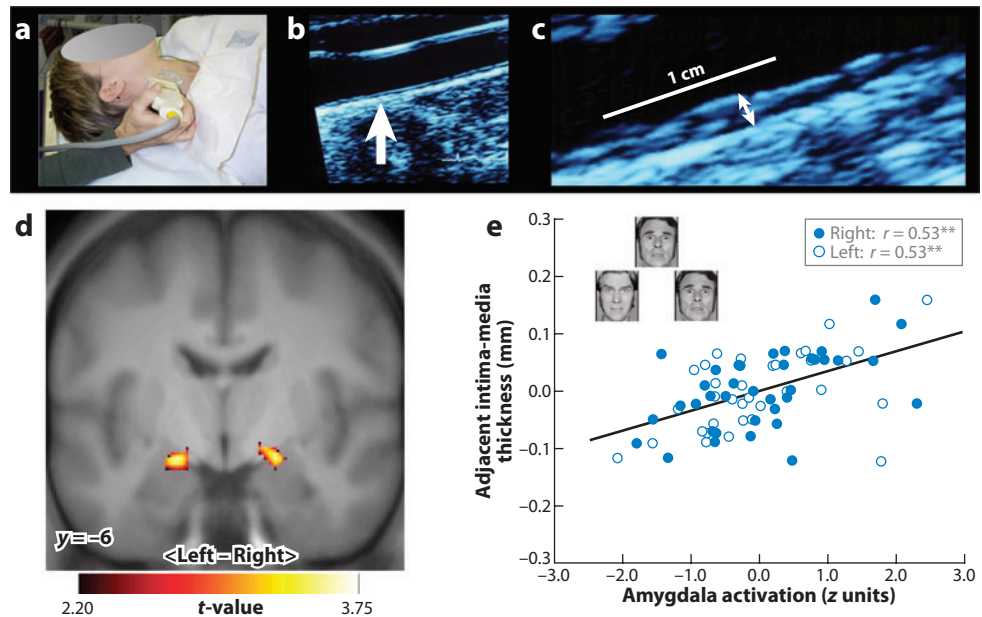 a
b
c
1 cm
d
y = –6
<Left – Right>
2.20
t-value
3.75
e
Right: r = 0.53**
Left: r = 0.53**
Adjacent intima-media
thickness (mm)
0.3
0.2
0.1
0.0
–0.1
–0.2
–0.3
–3.0
–2.0
–1.0
0.0
1.0
2.0
3.0
Amygdala activation (z units)